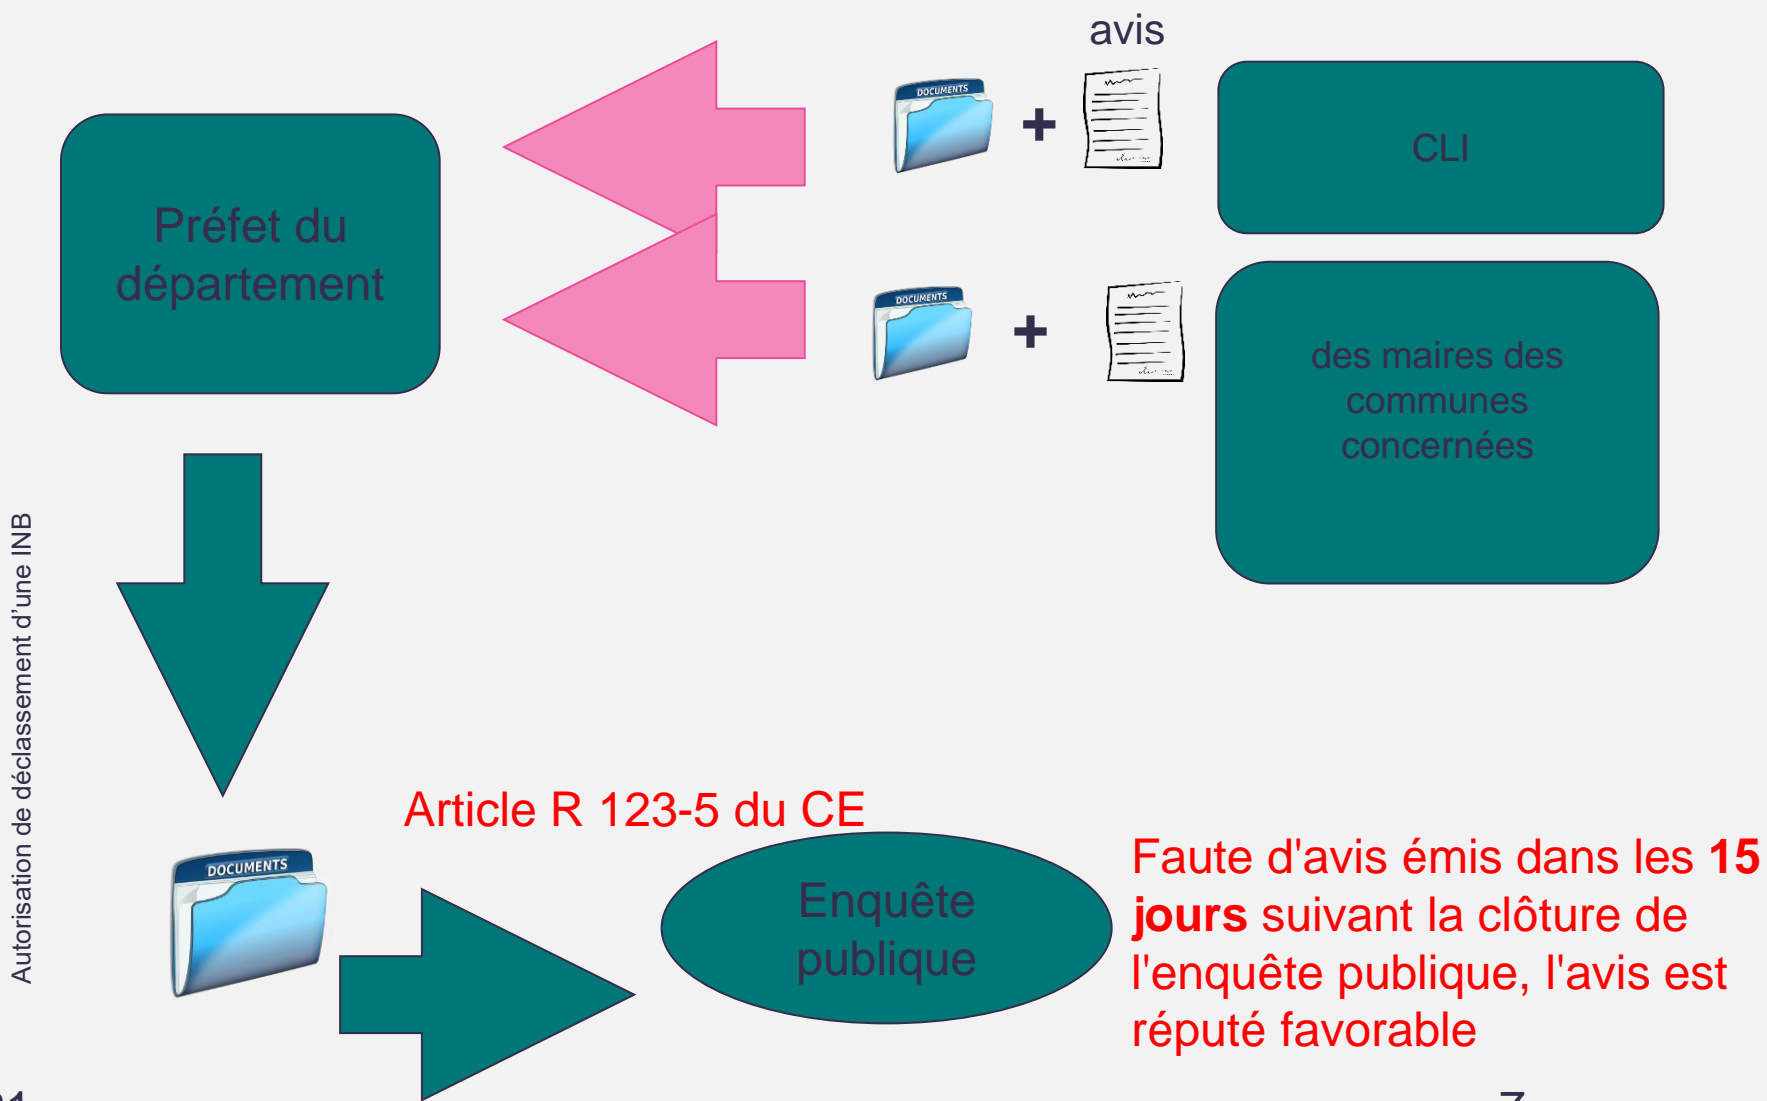 avis
DOCUMENTS
+
CLI
Préfet du
département
DOCUMENTS
+
des maires des
communes
concernées
Autorisation de déclassement d'une INB
Article R 123-5 du CE
DOCUMENTS
Enquête
publique
Faute d'avis émis dans les 15
jours suivant la clôture de
l'enquête publique, l'avis est
réputé favorable